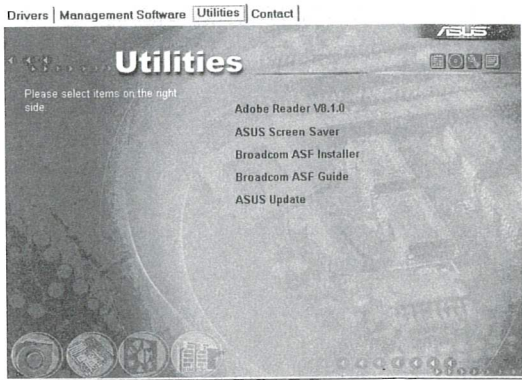 Drivers | Management Software | Utilities | Contact |
ASUS
Utilities
Please select items on the right
side.
Adobe Reader V8.1.0
ASUS Screen Saver
Broadcom ASF Installer
Broadcom ASF Guide
ASUS Update